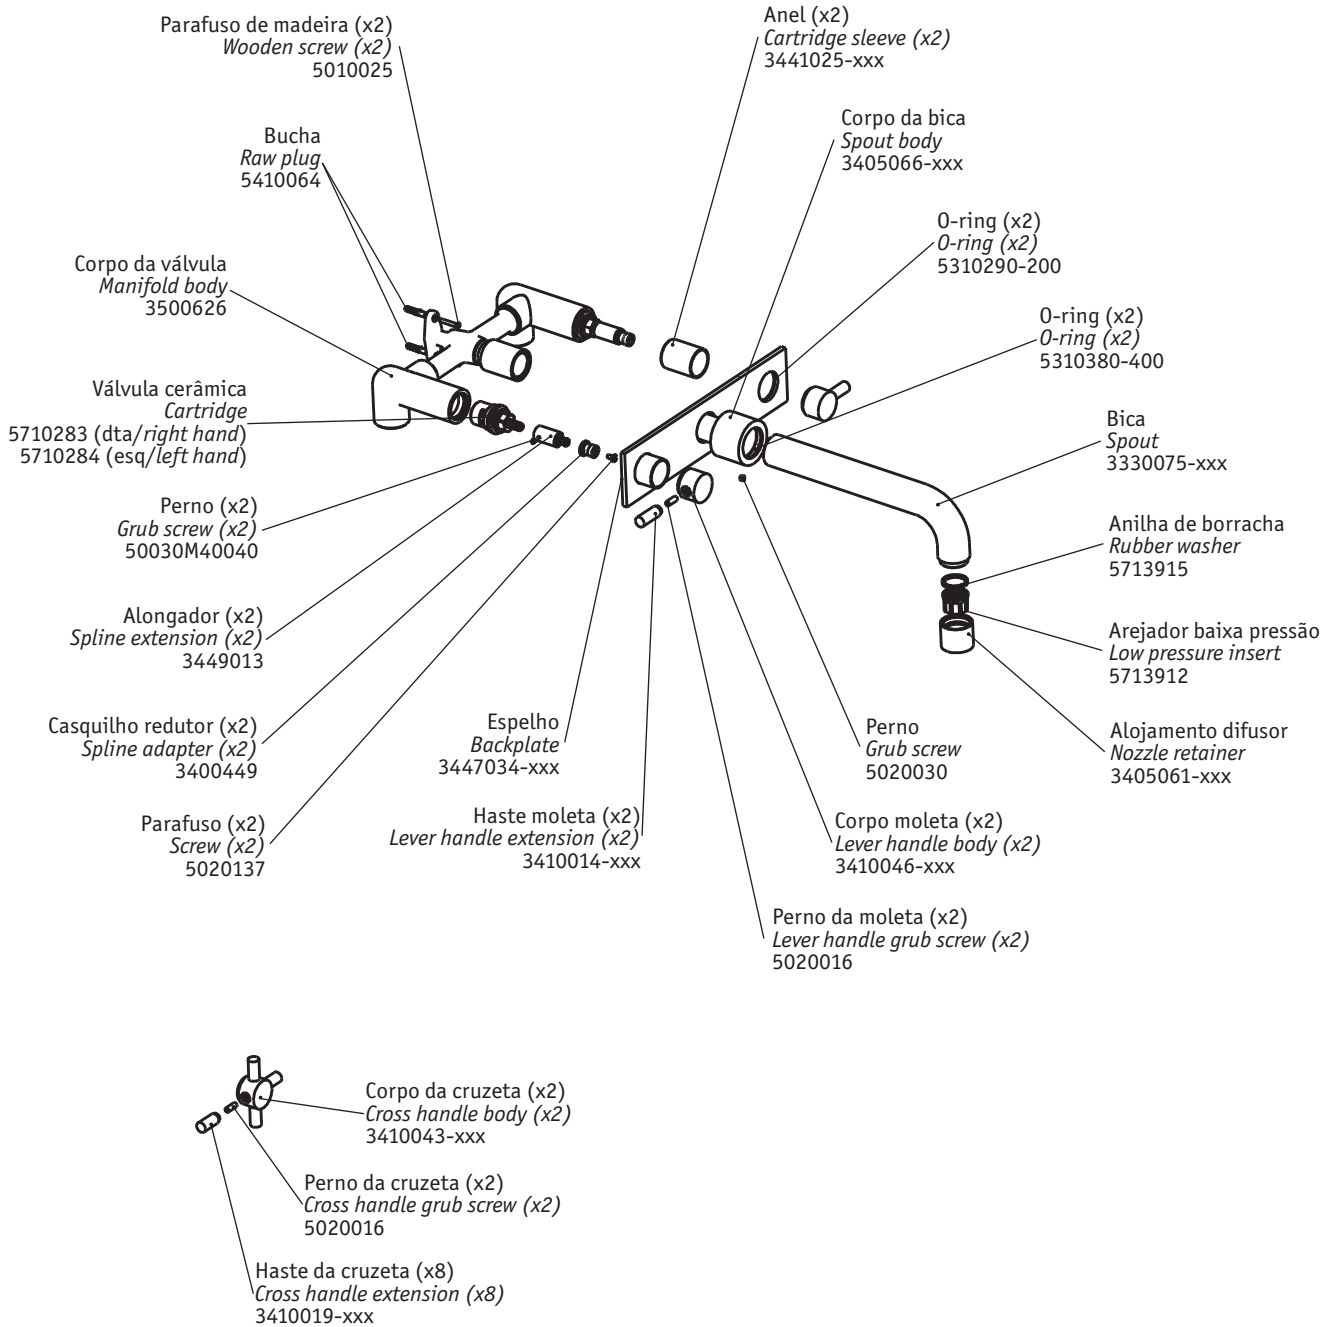 Parafuso de madeira (x2)
Wooden screw (x2)
5010025
Anel (x2)
Cartridge sleeve (x2)
3441025-xxx
Bucha
Raw plug
5410064
Corpo da bica
Spout body
3405066-xxx
O-ring (x2)
O-ring (x2)
5310290-200
Corpo da válvula
Manifold body
3500626
O-ring (x2)
O-ring (x2)
5310380-400
Válvula cerâmica
Cartridge
5710283 (dta/right hand)
5710284 (esq/left hand)
Bica
Spout
3330075-xxx
Perno (x2)
Grub screw (x2)
50030M40040
Anilha de borracha
Rubber washer
5713915
Alongador (x2)
Spline extension (x2)
3449013
Arejador baixa pressão
Low pressure insert
5713912
Casquilho redutor (x2)
Spline adapter (x2)
3400449
Espelho
Backplate
3447034-xxx
Perno
Grub screw
5020030
Alojamento difusor
Nozzle retainer
3405061-xxx
Parafuso (x2)
Screw (x2)
5020137
Haste moleta (x2)
Lever handle extension (x2)
3410014-xxx
Corpo moleta (x2)
Lever handle body (x2)
3410046-xxx
Perno da moleta (x2)
Lever handle grub screw (x2)
5020016
Corpo da cruzeta (x2)
Cross handle body (x2)
3410043-xxx
Perno da cruzeta (x2)
Cross handle grub screw (x2)
5020016
Haste da cruzeta (x8)
Cross handle extension (x8)
3410019-xxx